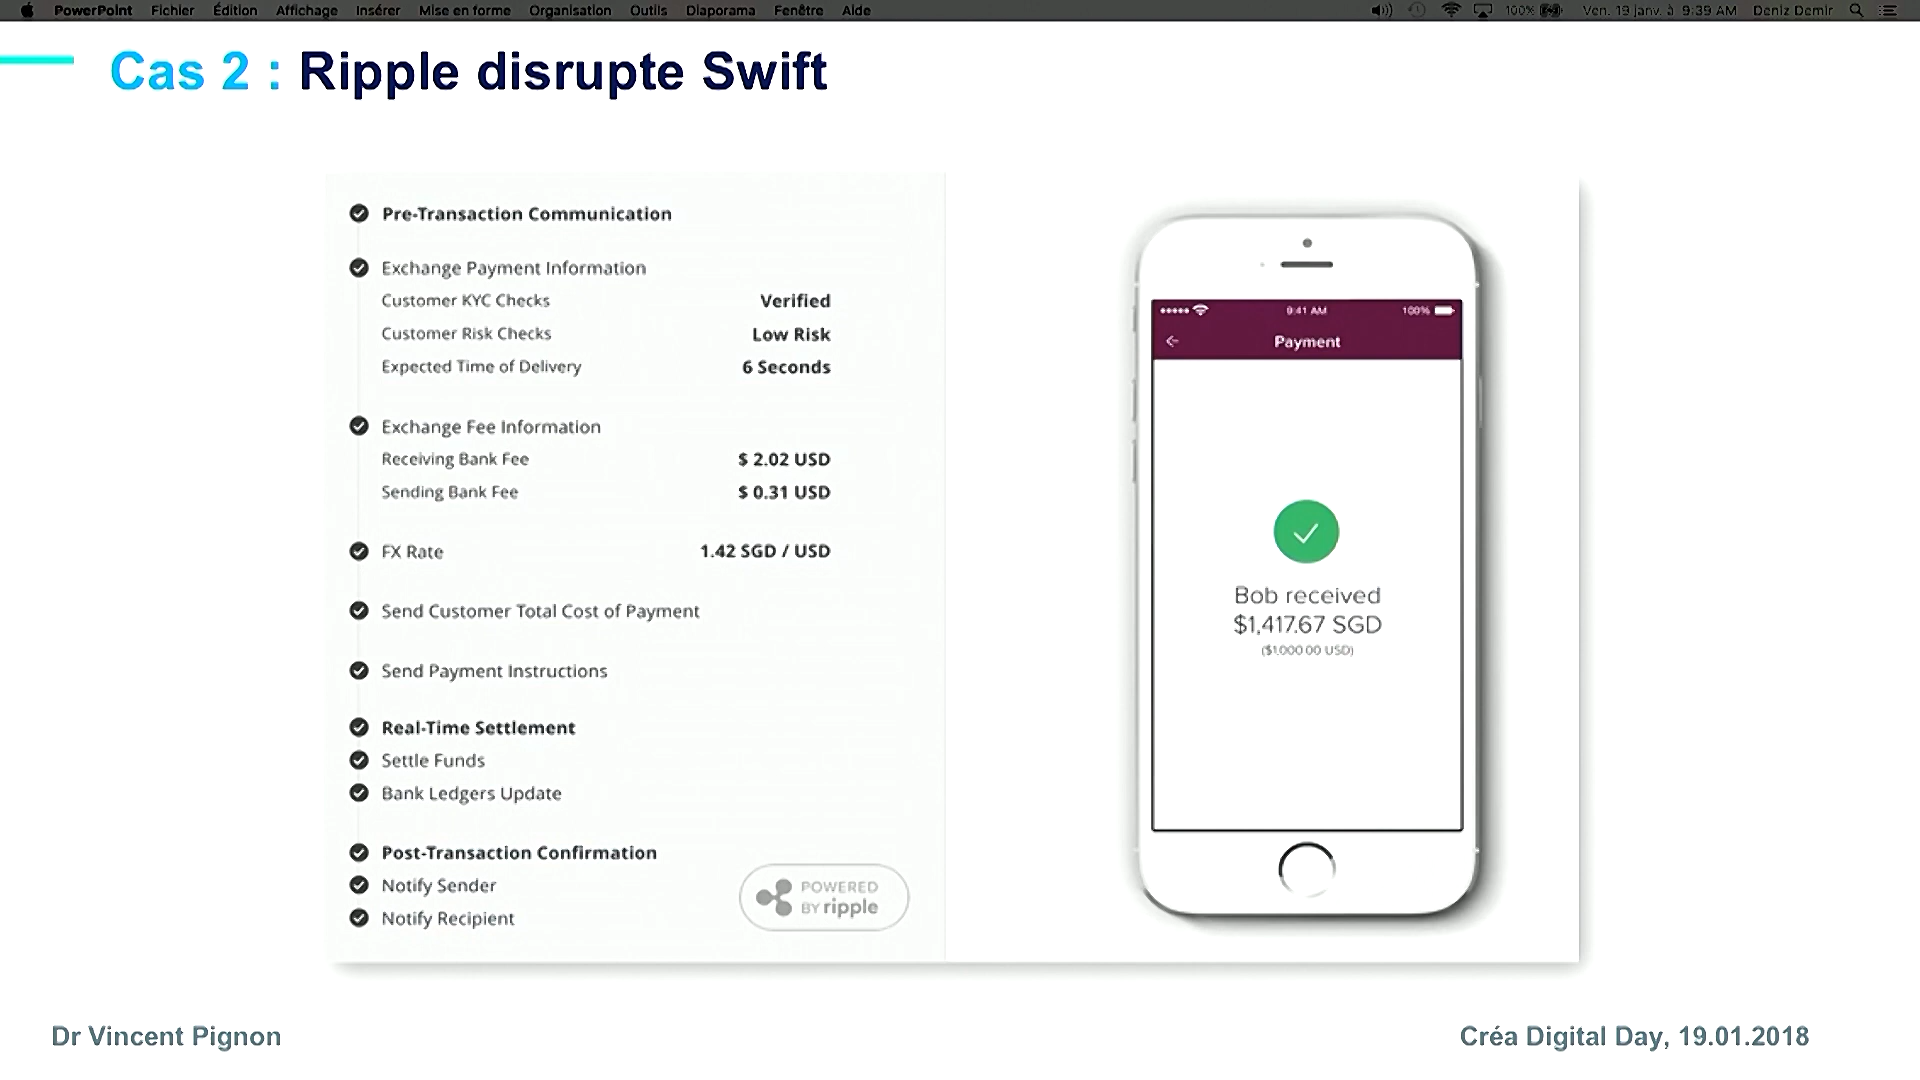 PowerPoint Fichier Édition Affichage Insérer Mise en forme Organisation Outils Diaporama Fenêtre Aide 100% Ven. 19 janv. à 9:39 AM Deniz Demir
Cas 2 : Ripple disrupte Swift
Pre-Transaction Communication
Exchange Payment Information
Customer KYC Checks Verified
Customer Risk Checks Low Risk
Expected Time of Delivery 6 Seconds
Exchange Fee Information
Receiving Bank Fee $ 2.02 USD
Sending Bank Fee $ 0.31 USD
FX Rate 1.42 SGD / USD
Send Customer Total Cost of Payment
Send Payment Instructions
Real-Time Settlement
Settle Funds
Bank Ledgers Update
Post-Transaction Confirmation
Notify Sender
Notify Recipient
POWERED
BY ripple
9:41 AM 100%
Payment
Bob received
$1,417.67 SGD
($1,000.00 USD)
Dr Vincent Pignon
Créa Digital Day, 19.01.2018